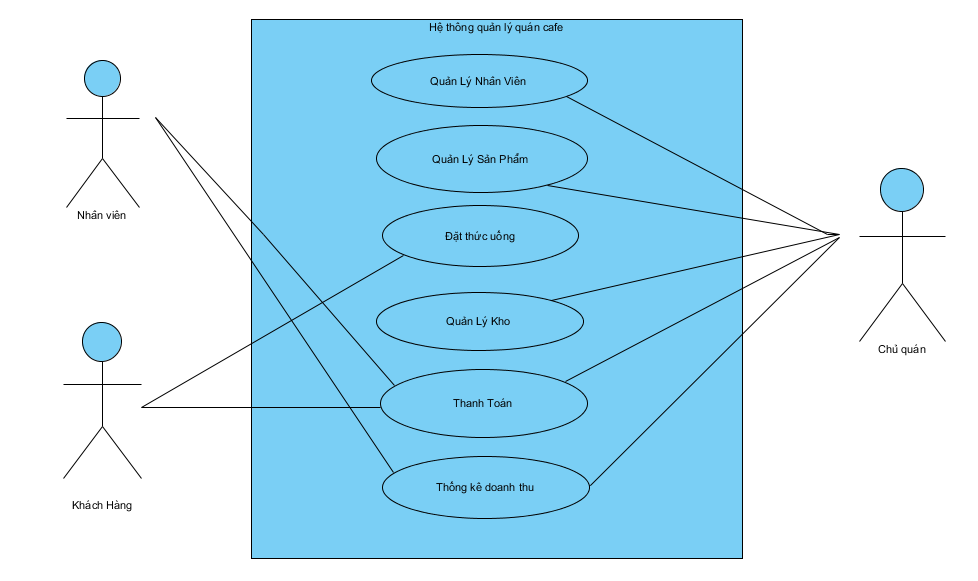 Hệ thống quản lý quán cafe
Quản Lý Nhân Viên
Quản Lý Sản Phẩm
Nhân viên
Đặt thức uống
Quản Lý Kho
Chủ quán
Thanh Toán
Thống kê doanh thu
Khách Hàng